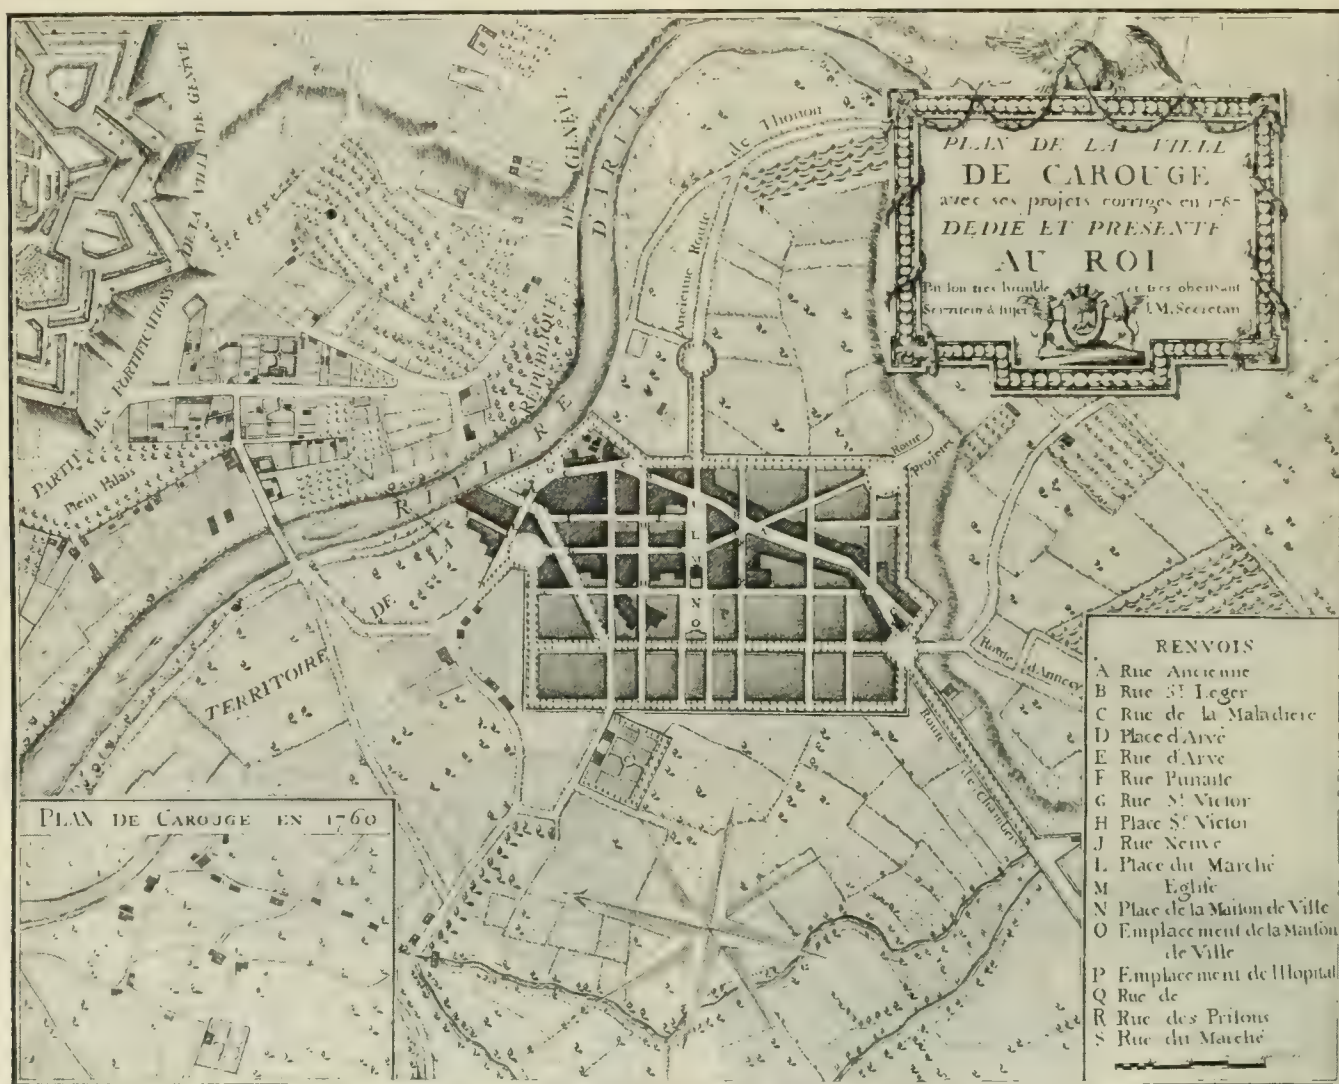 PLAN DE LA VILLE
DE CAROUGE
avec ses projets corrigés en 178-
DEDIE ET PRESENTE
AU ROI
Par son tres humble et tres obeissant
Serviteur & sujet J.M. Secretan
PARTIE DES FORTIFICATIONS DE LA VILLE DE GENEVE
Plein Palais
TERRITOIRE DE LA REPUBLIQUE DE GENEVE
RIVIERE D'ARVE
Ancienne Route de Thonon
Route Projetée
Route d'Annecy
Route de Chambery
PLAN DE CAROUGE EN 1760
RENVOIS
A Rue Ancienne
B Rue St. Leger
C Rue de la Maladiere
D Place d'Arve
E Rue d'Arve
F Rue Punaise
G Rue St. Victor
H Place St. Victor
J Rue Neuve
L Place du Marché
M Eglise
N Place de la Maison de Ville
O Emplacement de la Maison
de Ville
P Emplacement de l'Hopital
Q Rue de
R Rue des Prisons
S Rue du Marché
L
M
N
O